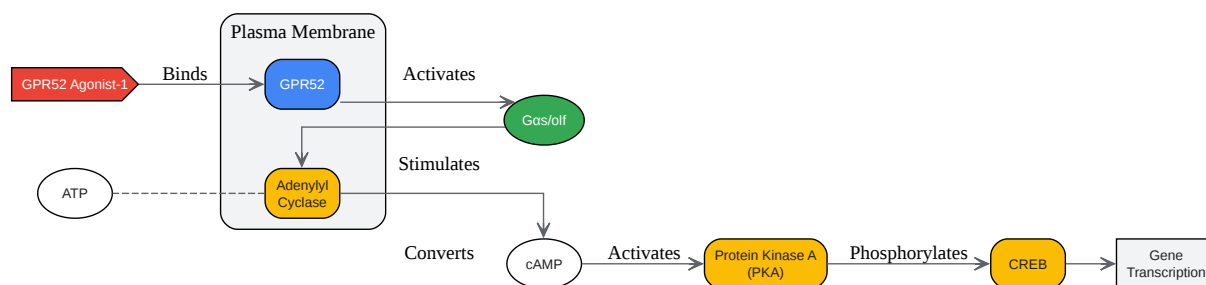 Plasma Membrane
GPR52 Agonist-1
Binds
GPR52
Activates
Gαs/olf
Stimulates
ATP
Adenylyl
Cyclase
Converts
cAMP
Activates
Protein Kinase A
(PKA)
Phosphorylates
CREB
Gene
Transcription